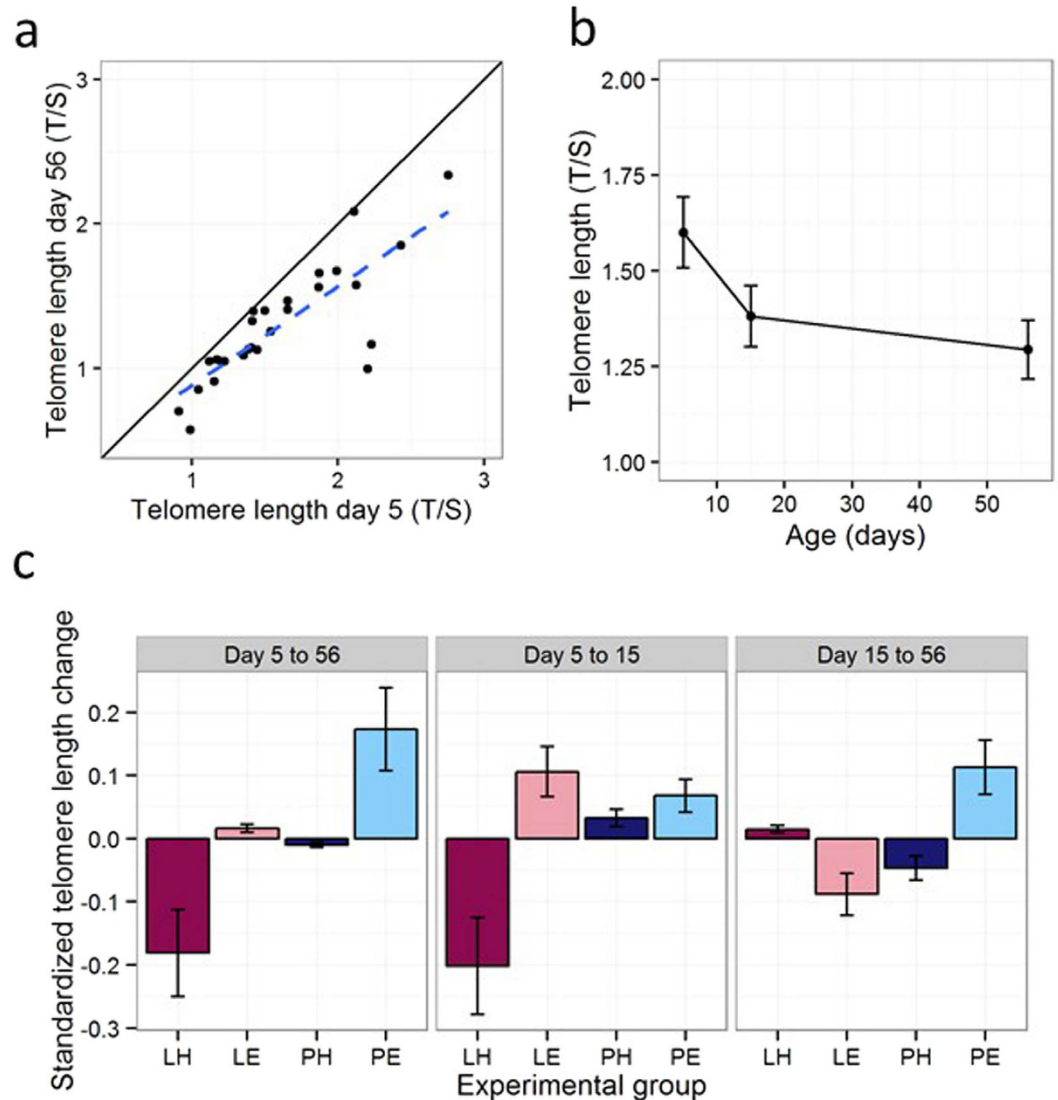 a
Telomere length day 56 (T/S)
3
2
1
1 2 3
Telomere length day 5 (T/S)
b
Telomere length (T/S)
2.00
1.75
1.50
1.25
1.00
10 20 30 40 50
Age (days)
c
Standardized telomere length change
Day 5 to 56 Day 5 to 15 Day 15 to 56
0.2
0.1
0.0
-0.1
-0.2
-0.3
LH LE PH PE LH LE PH PE LH LE PH PE
Experimental group